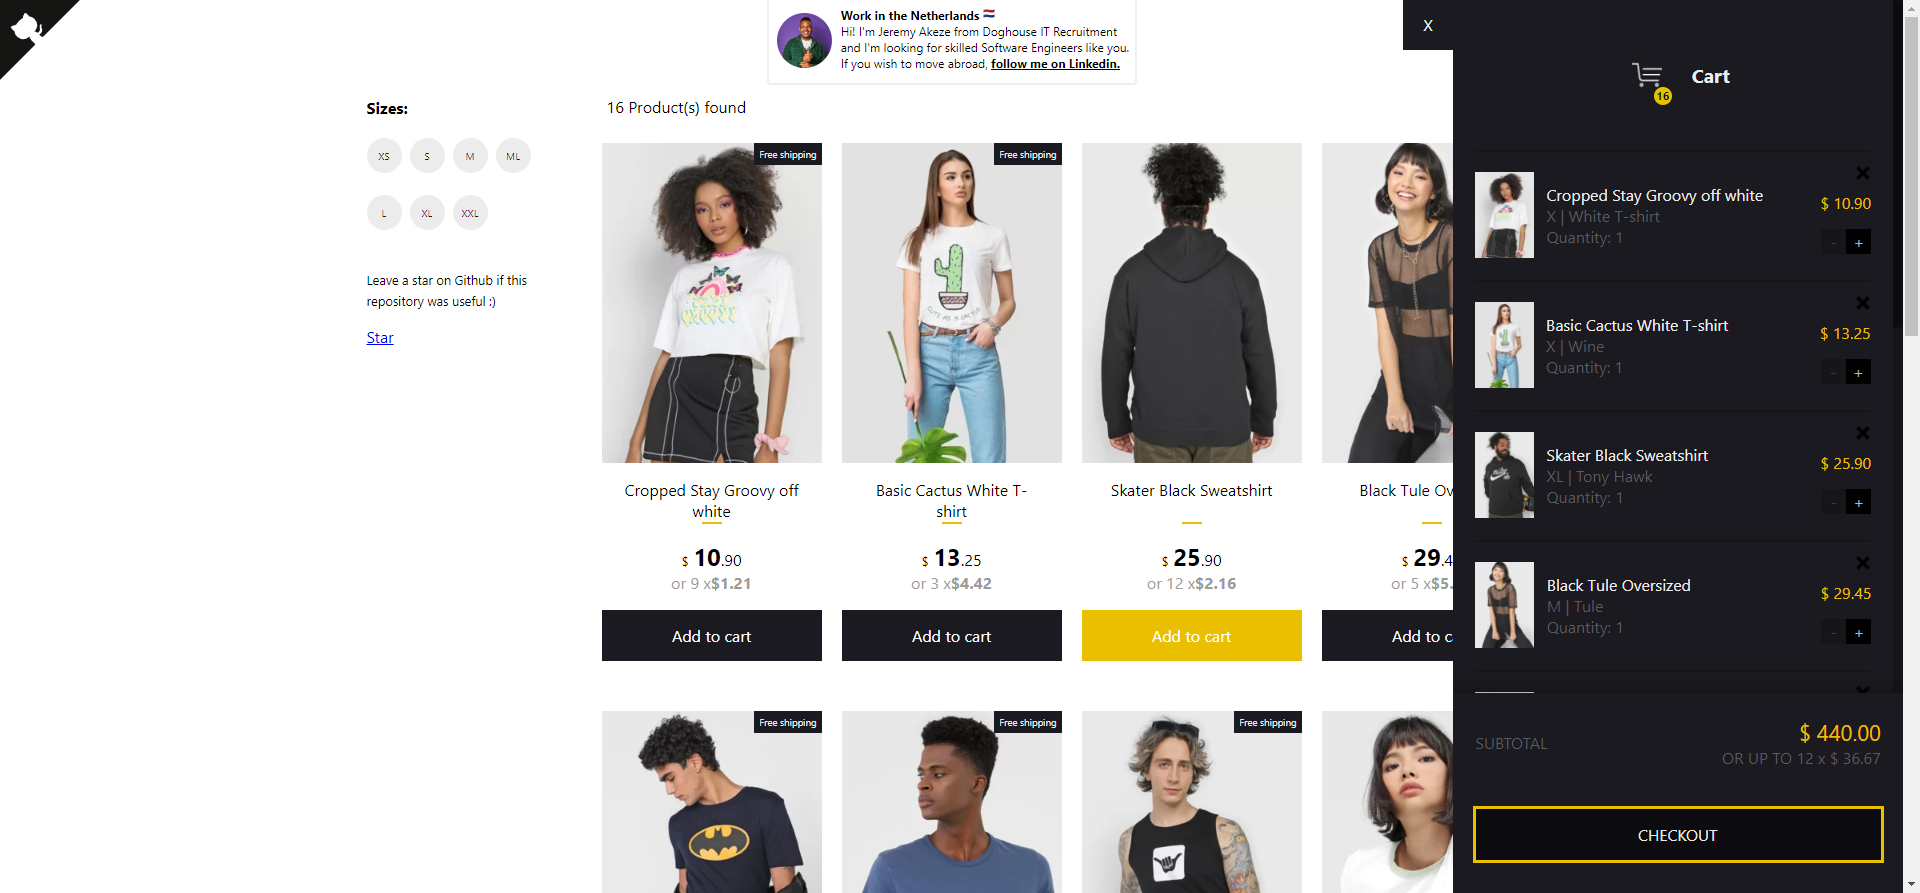 Work in the Netherlands
Hi! I'm Jeremy Akeze from Doghouse IT Recruitment
and I'm looking for skilled Software Engineers like you.
If you wish to move abroad, follow me on Linkedin.
X
Cart
16
Sizes:
XS
S
M
ML
L
XL
XXL
Leave a star on Github if this
repository was useful :)
Star
16 Product(s) found
Free shipping
Free shipping
CUTE AS A CACTUS
Cropped Stay Groovy off
white
$ 10.90
or 9 x$1.21
Add to cart
Basic Cactus White T-
shirt
$ 13.25
or 3 x$4.42
Add to cart
Skater Black Sweatshirt
$ 25.90
or 12 x$2.16
Add to cart
Black Tule Ov
$ 29.4
or 5 x$5.
Add to c
Free shipping
Free shipping
Free shipping
Cropped Stay Groovy off white
X | White T-shirt
Quantity: 1
$ 10.90
- +
Basic Cactus White T-shirt
X | Wine
Quantity: 1
$ 13.25
- +
Skater Black Sweatshirt
XL | Tony Hawk
Quantity: 1
$ 25.90
- +
Black Tule Oversized
M | Tule
Quantity: 1
$ 29.45
- +
SUBTOTAL
$ 440.00
OR UP TO 12 x $ 36.67
CHECKOUT